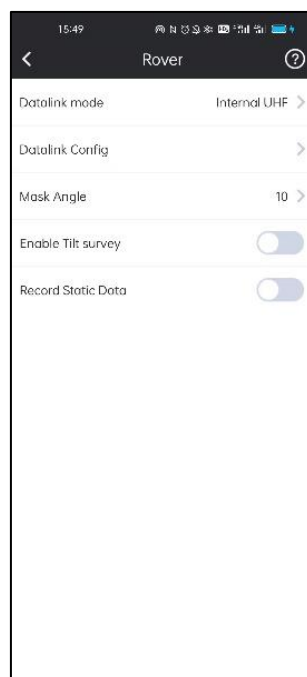 15:49
Rover
Datalink mode Internal UHF
Datalink Config
Mask Angle 10
Enable Tilt survey
Record Static Data